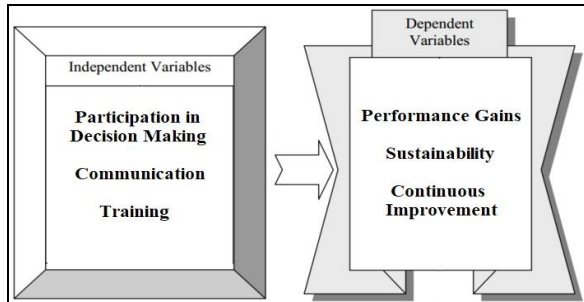 Independent Variables
Participation in
Decision Making
Communication
Training
Dependent
Variables
Performance Gains
Sustainability
Continuous
Improvement